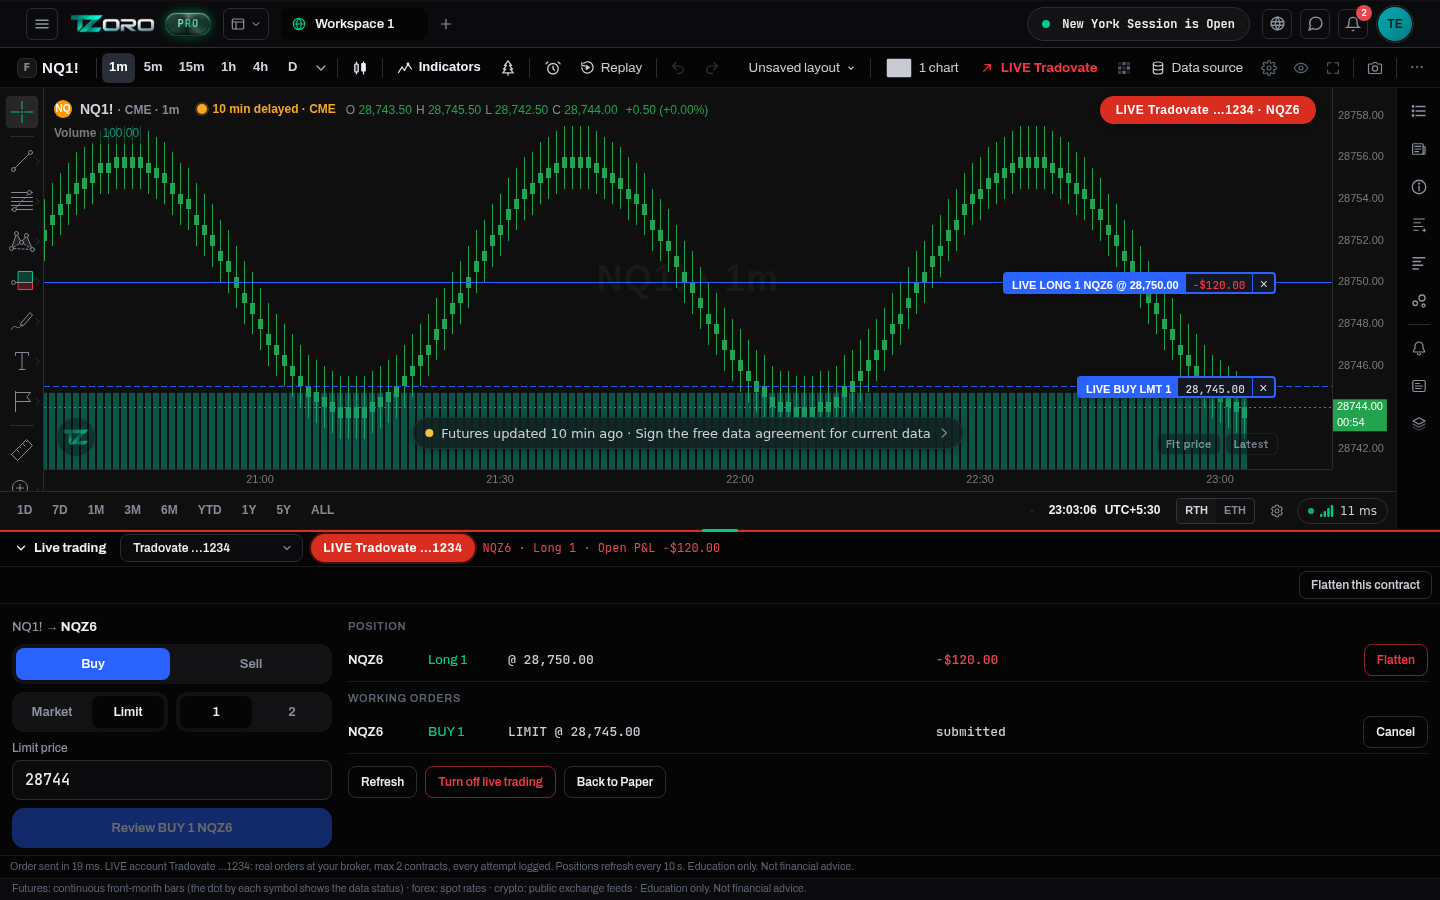 TZORO PRO Workspace 1 New York Session is Open 2 TE
F NQ1! 1m 5m 15m 1h 4h D Indicators Replay Unsaved layout 1 chart LIVE Tradovate Data source
NQ NQ1! · CME · 1m 10 min delayed · CME O 28,743.50 H 28,745.50 L 28,742.50 C 28,744.00 +0.50 (+0.00%)
LIVE Tradovate ...1234 · NQZ6
Volume 100.00
28758.00
28756.00
28754.00
28752.00
28750.00
28748.00
28746.00
28744.00
00:54
28742.00
NQ1! · 1m
LIVE LONG 1 NQZ6 @ 28,750.00 -$120.00 ×
LIVE BUY LMT 1 28,745.00 ×
Futures updated 10 min ago · Sign the free data agreement for current data
Fit price Latest
21:00 21:30 22:00 22:30 23:00
1D 7D 1M 3M 6M YTD 1Y 5Y ALL 23:03:06 UTC+5:30 RTH ETH 11 ms
Live trading Tradovate ...1234 LIVE Tradovate ...1234 NQZ6 · Long 1 · Open P&L -$120.00
Flatten this contract
NQ1! → NQZ6
Buy Sell
Market Limit 1 2
Limit price
28744
Review BUY 1 NQZ6
POSITION
NQZ6 Long 1 @ 28,750.00 -$120.00 Flatten
WORKING ORDERS
NQZ6 BUY 1 LIMIT @ 28,745.00 submitted Cancel
Refresh Turn off live trading Back to Paper
Order sent in 19 ms. LIVE account Tradovate ...1234: real orders at your broker, max 2 contracts, every attempt logged. Positions refresh every 10 s. Education only. Not financial advice.
Futures: continuous front-month bars (the dot by each symbol shows the data status) · forex: spot rates · crypto: public exchange feeds · Education only. Not financial advice.